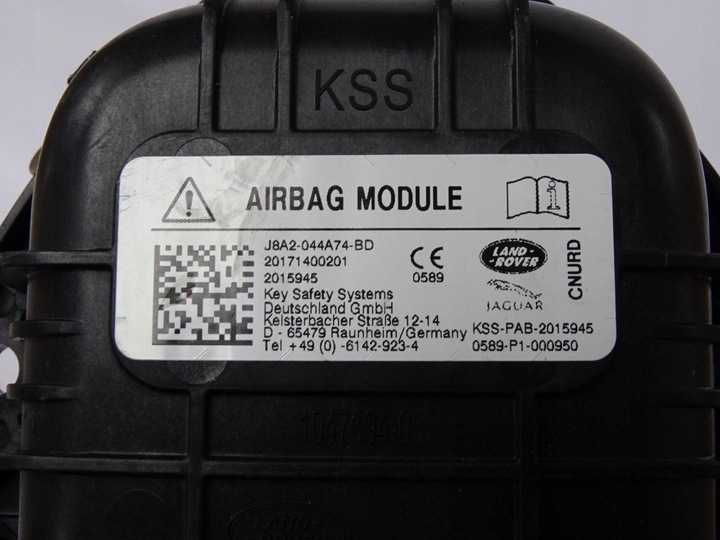 KSS
AIRBAG MODULE
J8A2-044A74-BD
20171400201
2015945
CE
0589
Key Safety Systems
Deutschland GmbH
Kelsterbacher Straße 12-14
D - 65479 Raunheim/Germany
Tel +49 (0) -6142-923-4
LAND-
ROVER
JAGUAR
CNURD
KSS-PAB-2015945
0589-P1-000950
LAND-